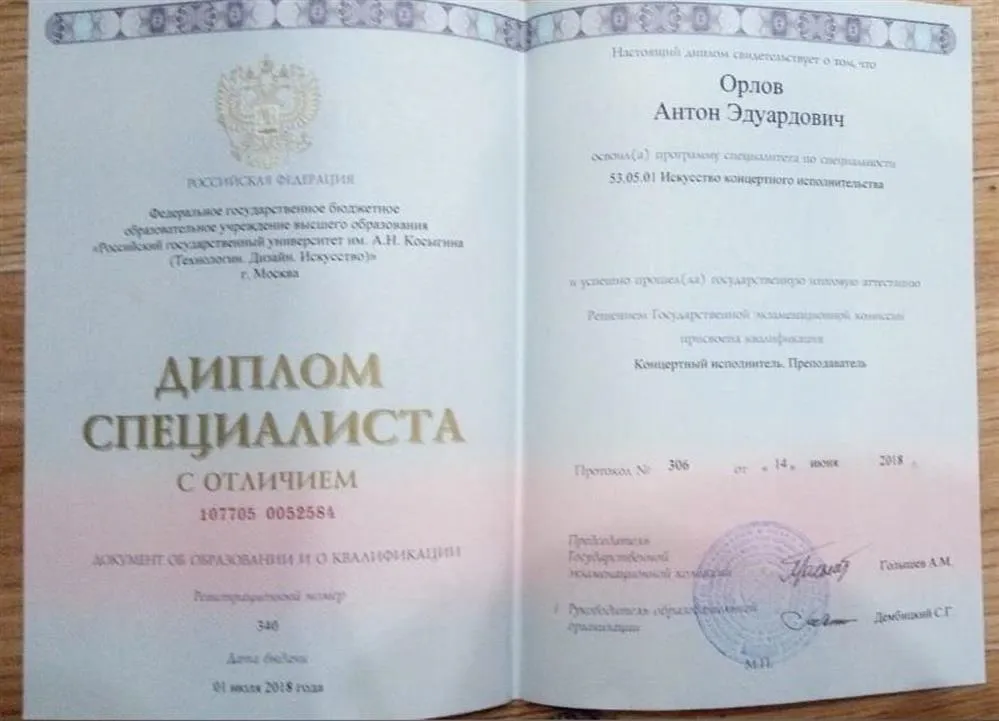 РОССИЙСКАЯ ФЕДЕРАЦИЯ
Федеральное государственное бюджетное
образовательное учреждение высшего образования
«Российский государственный университет им. А.Н. Косыгина
(Технологии. Дизайн. Искусство)»
г. Москва
ДИПЛОМ
СПЕЦИАЛИСТА
С ОТЛИЧИЕМ
107705 0052584
ДОКУМЕНТ ОБ ОБРАЗОВАНИИ И О КВАЛИФИКАЦИИ
Регистрационный номер
340
Дата выдачи
01 июля 2018 года
Настоящий диплом свидетельствует о том, что
Орлов
Антон Эдуардович
освоил(а) программу специалитета по специальности
53.05.01 Искусство концертного исполнительства
и успешно прошел(ла) государственную итоговую аттестацию
Решением Государственной экзаменационной комиссии
присвоена квалификация
Концертный исполнитель. Преподаватель
Протокол № 306 от « 14 » июня 2018 г.
Председатель
Государственной
экзаменационной комиссии
Голышев А.М.
Руководитель образовательной
организации
Дембицкий С.Г
М.П.